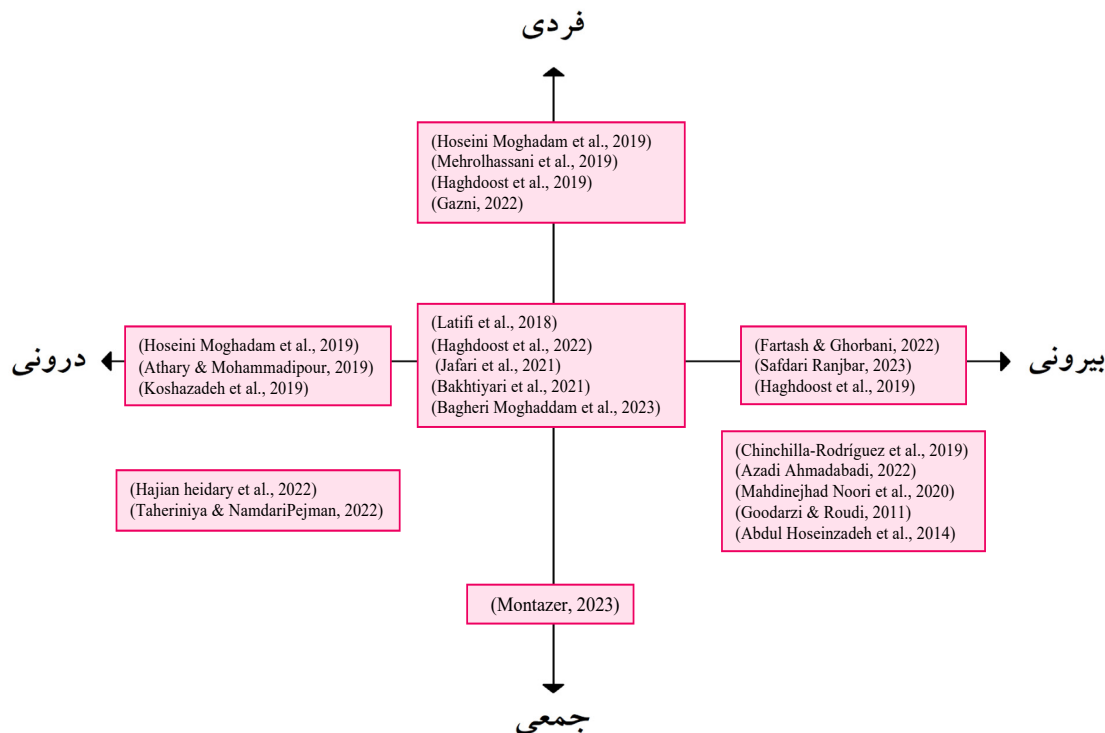 فردی
(Hoseini Moghadam et al., 2019)
(Mehrolhassani et al., 2019)
(Haghdoost et al., 2019)
(Gazni, 2022)
درونی
(Hoseini Moghadam et al., 2019)
(Athary & Mohammadipour, 2019)
(Koshazadeh et al., 2019)
(Latifi et al., 2018)
(Haghdoost et al., 2022)
(Jafari et al., 2021)
(Bakhtiyari et al., 2021)
(Bagheri Moghaddam et al., 2023)
(Fartash & Ghorbani, 2022)
(Safdari Ranjbar, 2023)
(Haghdoost et al., 2019)
بیرونی
(Hajian heidary et al., 2022)
(Taheriniya & NamdariPejman, 2022)
(Chinchilla-Rodríguez et al., 2019)
(Azadi Ahmadabadi, 2022)
(Mahdinejhad Noori et al., 2020)
(Goodarzi & Roudi, 2011)
(Abdul Hoseinzadeh et al., 2014)
(Montazer, 2023)
جمعی